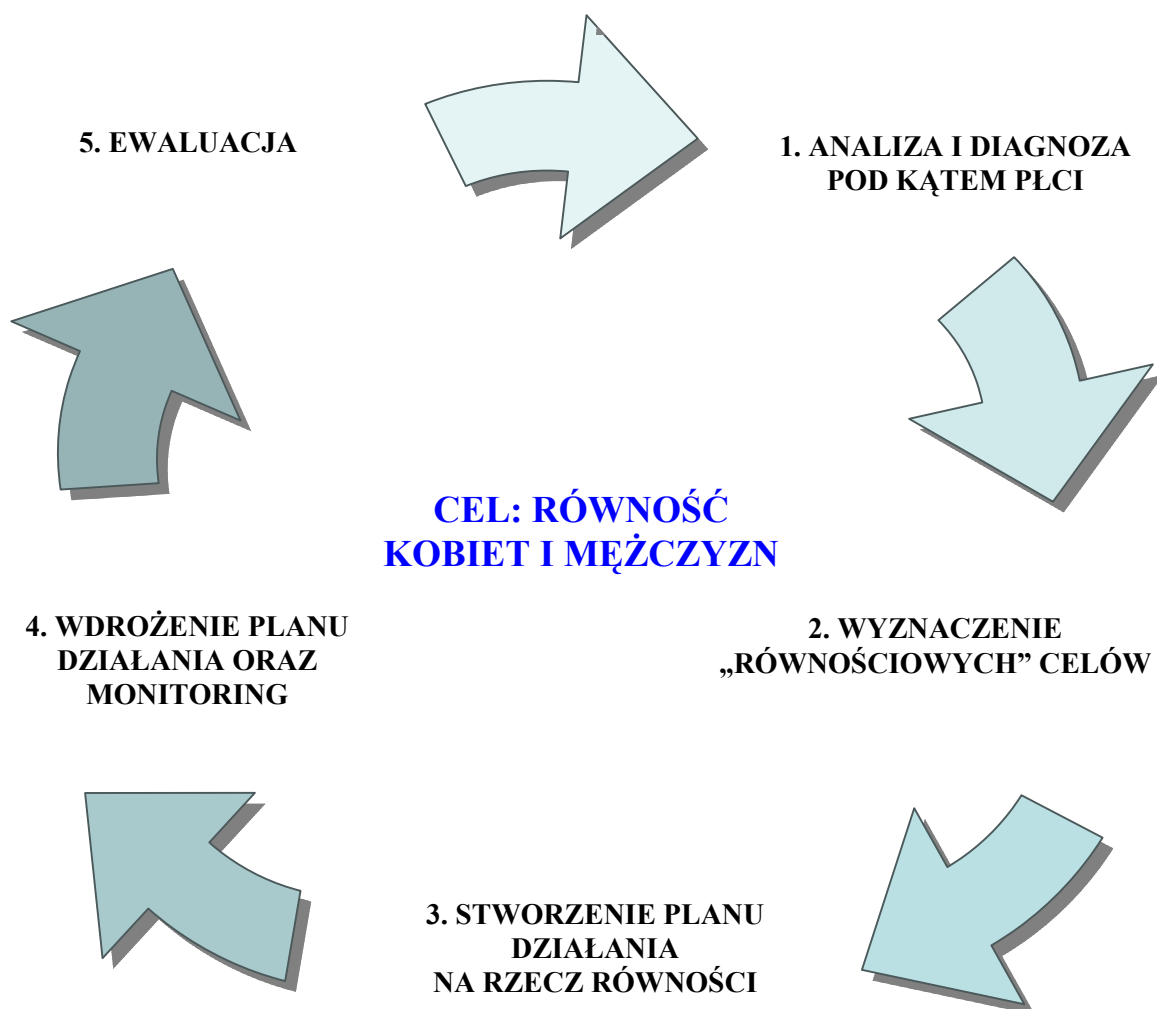 5. EWALUACJA
1. ANALIZA I DIAGNOZA
POD KĄTEM PŁCI
CEL: RÓWNOŚĆ
KOBIET I MĘŻCZYZN
4. WDROŻENIE PLANU
DZIAŁANIA ORAZ
MONITORING
2. WYZNACZENIE
„RÓWNOŚCIOWYCH” CELÓW
3. STWORZENIE PLANU
DZIAŁANIA
NA RZECZ RÓWNOŚCI